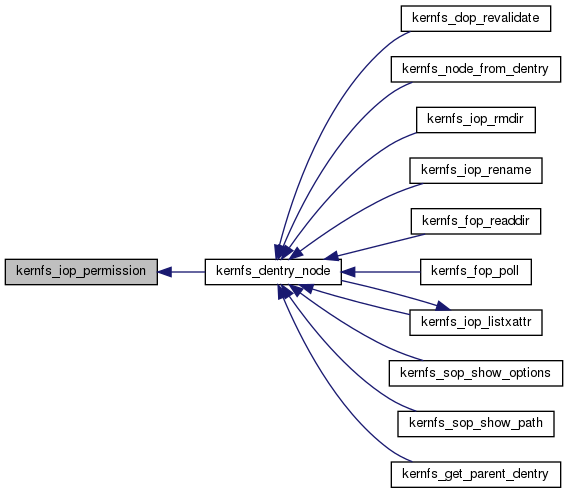 kernfs_dop_revalidate
kernfs_node_from_dentry
kernfs_iop_rmdir
kernfs_iop_rename
kernfs_fop_readdir
kernfs_iop_permission
kernfs_dentry_node
kernfs_fop_poll
kernfs_iop_listxattr
kernfs_sop_show_options
kernfs_sop_show_path
kernfs_get_parent_dentry